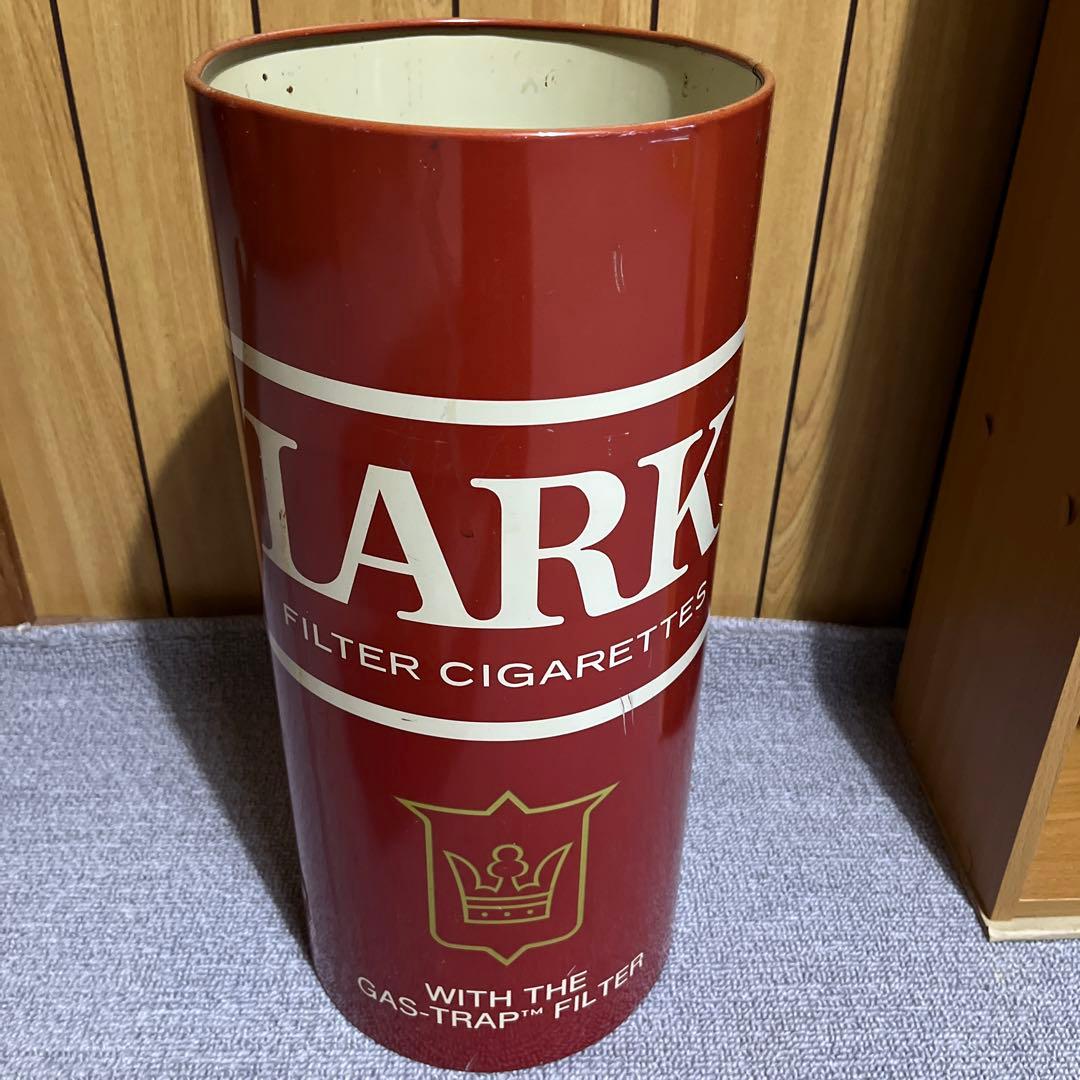 LARK
FILTER CIGARETTES
WITH THE
GAS-TRAP™ FILTER